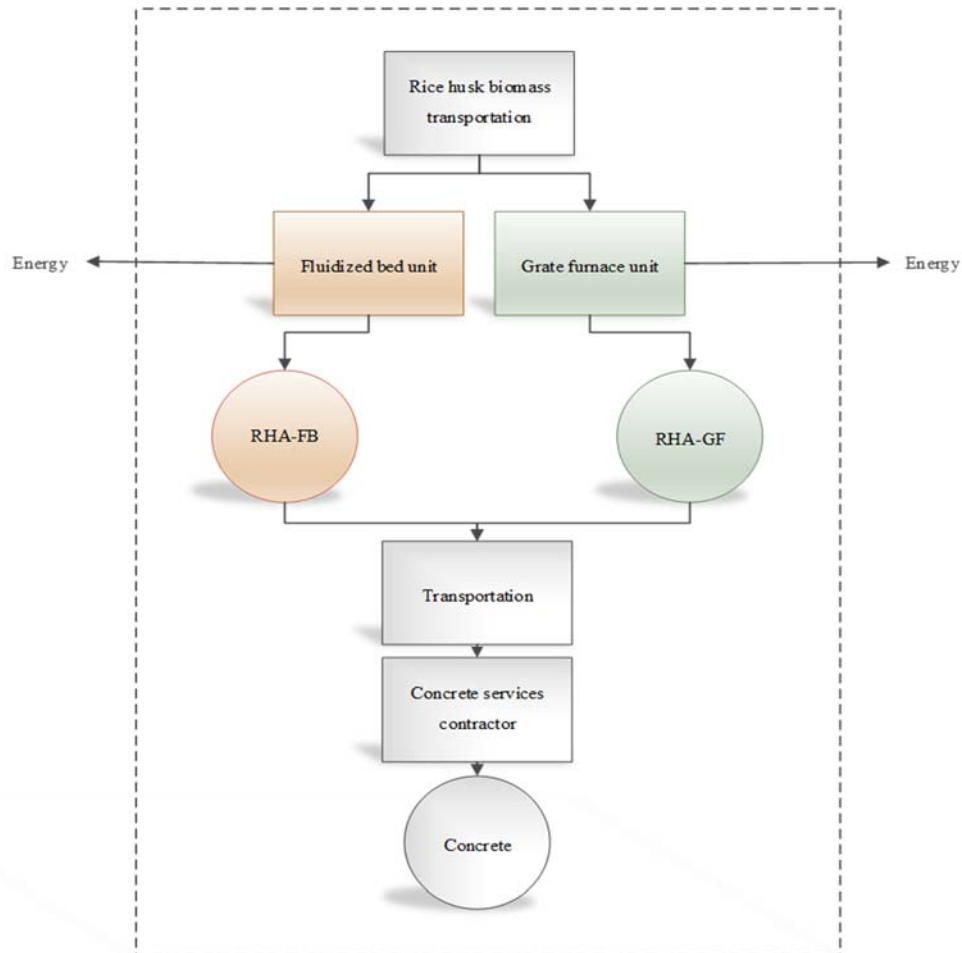 Rice husk biomass
transportation
Energy
Fluidized bed unit
Grate furnace unit
Energy
RHA-FB
RHA-GF
Transportation
Concrete services
contractor
Concrete